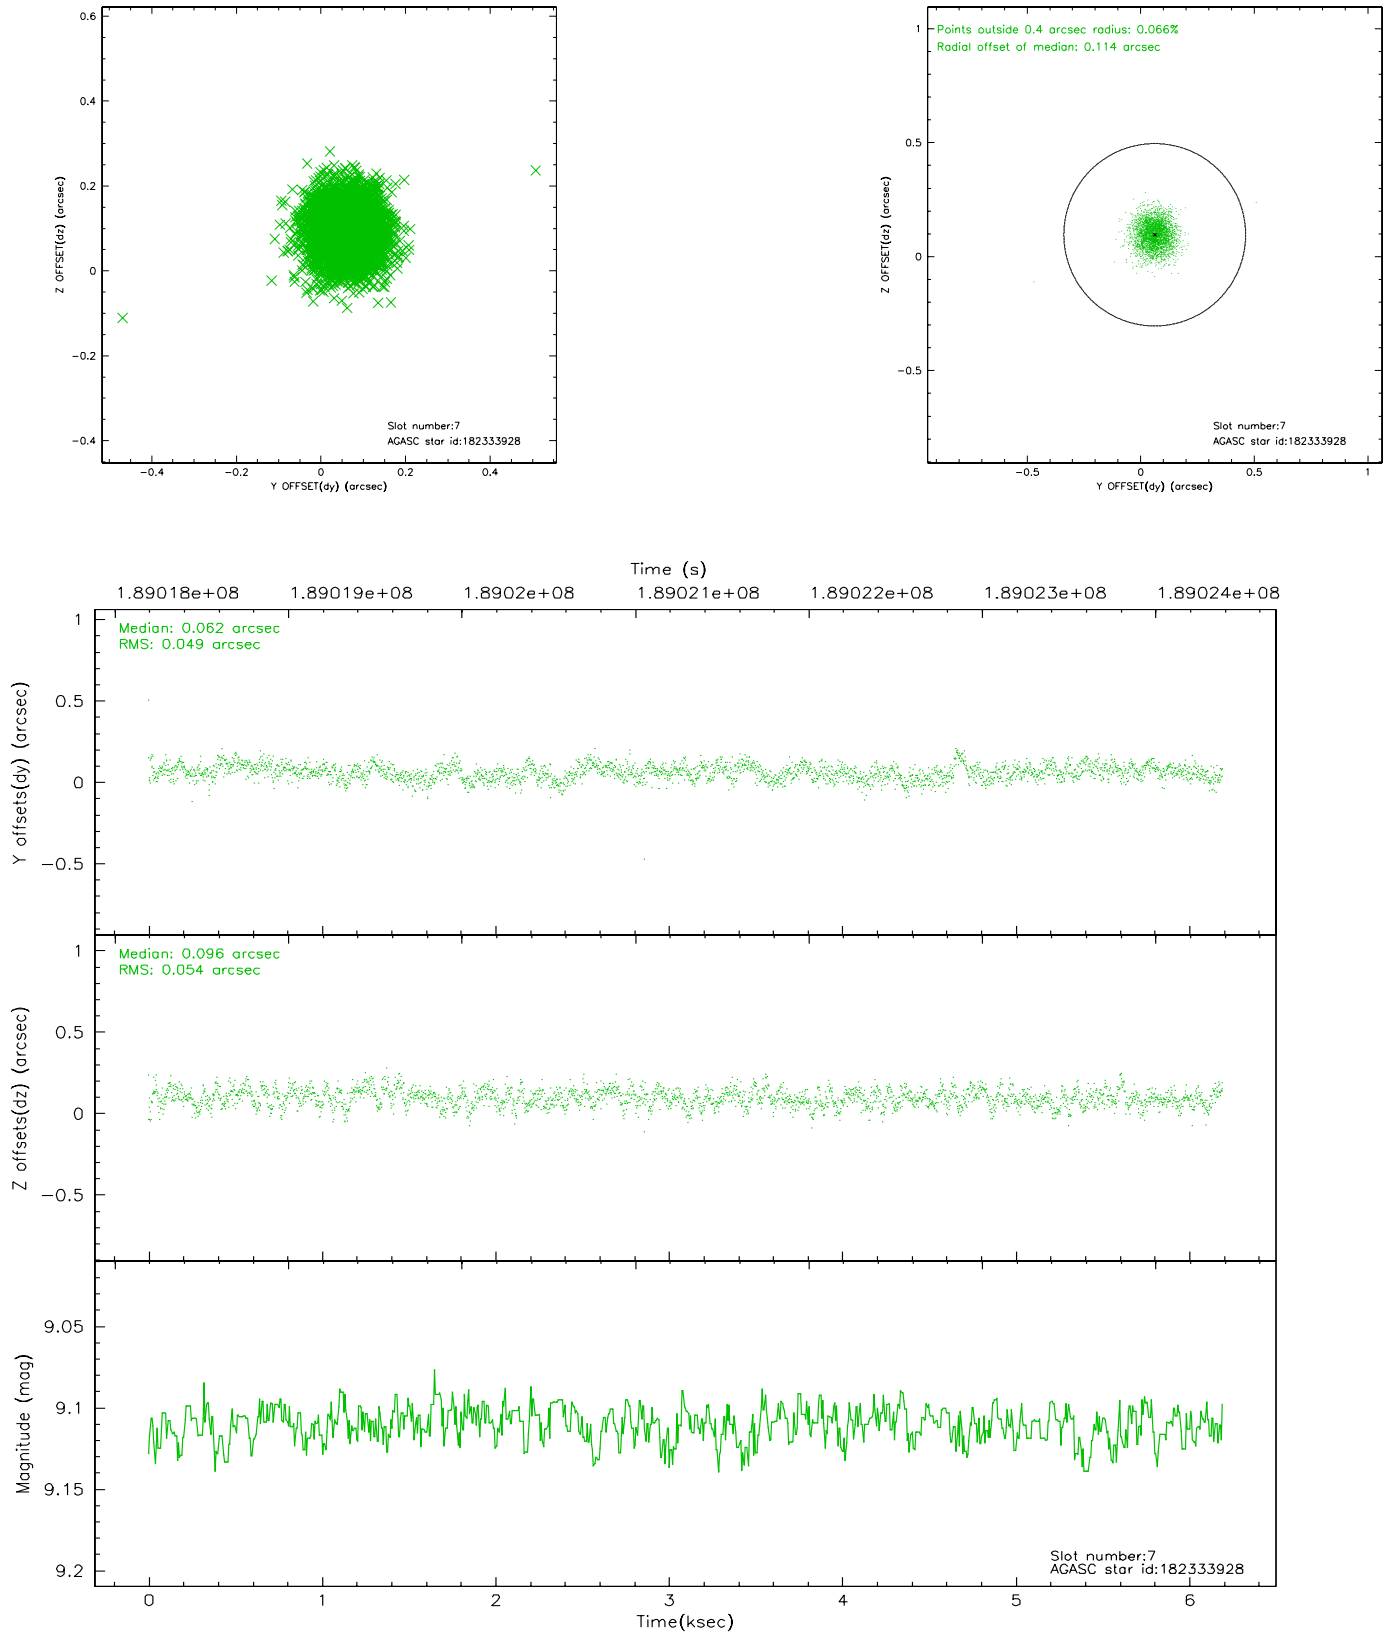 0.6
0.4
0.2
0
−0.2
−0.4
Z OFFSET(dz) (arcsec)
Slot number:7
AGASC star id:182333928
−0.4 −0.2 0 0.2 0.4
Y OFFSET(dy) (arcsec)
Points outside 0.4 arcsec radius: 0.066%
Radial offset of median: 0.114 arcsec
1
0.5
0
−0.5
Z OFFSET(dz) (arcsec)
Slot number:7
AGASC star id:182333928
−0.5 0 0.5 1
Y OFFSET(dy) (arcsec)
Time (s)
1.89018e+08 1.89019e+08 1.8902e+08 1.89021e+08 1.89022e+08 1.89023e+08 1.89024e+08
Median: 0.062 arcsec
RMS: 0.049 arcsec
1
0.5
0
−0.5
Y offsets(dy) (arcsec)
Median: 0.096 arcsec
RMS: 0.054 arcsec
1
0.5
0
−0.5
Z offsets(dz) (arcsec)
9.05
9.1
9.15
9.2
Magnitude (mag)
Slot number:7
AGASC star id:182333928
0 1 2 3 4 5 6
Time(ksec)